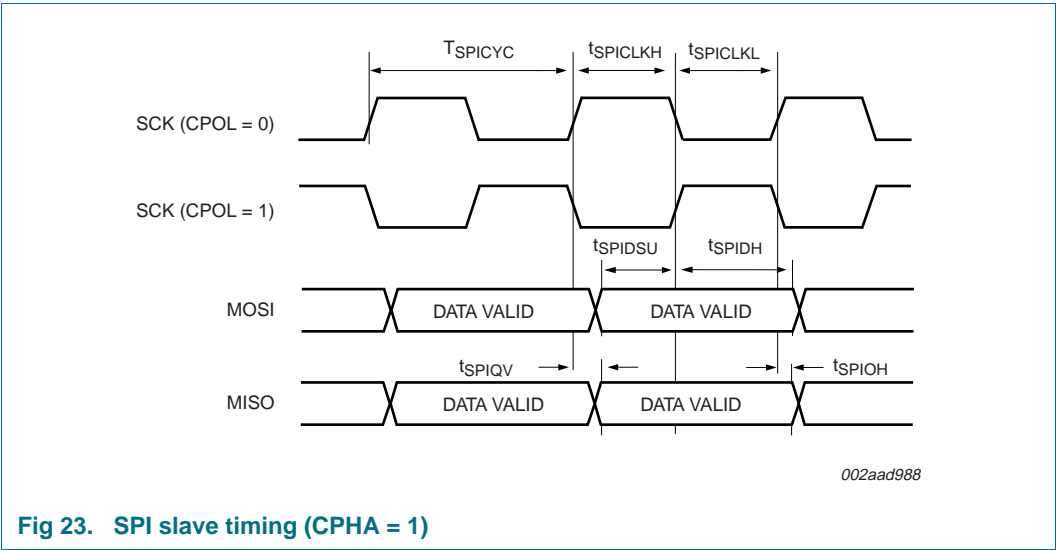 TSPICYC tSPICLKH tSPICLKL
SCK (CPOL = 0)
SCK (CPOL = 1)
tSPIDSU tSPIDH
MOSI DATA VALID DATA VALID
tSPIQV tSPIOH
MISO DATA VALID DATA VALID
002aad988
Fig 23. SPI slave timing (CPHA = 1)